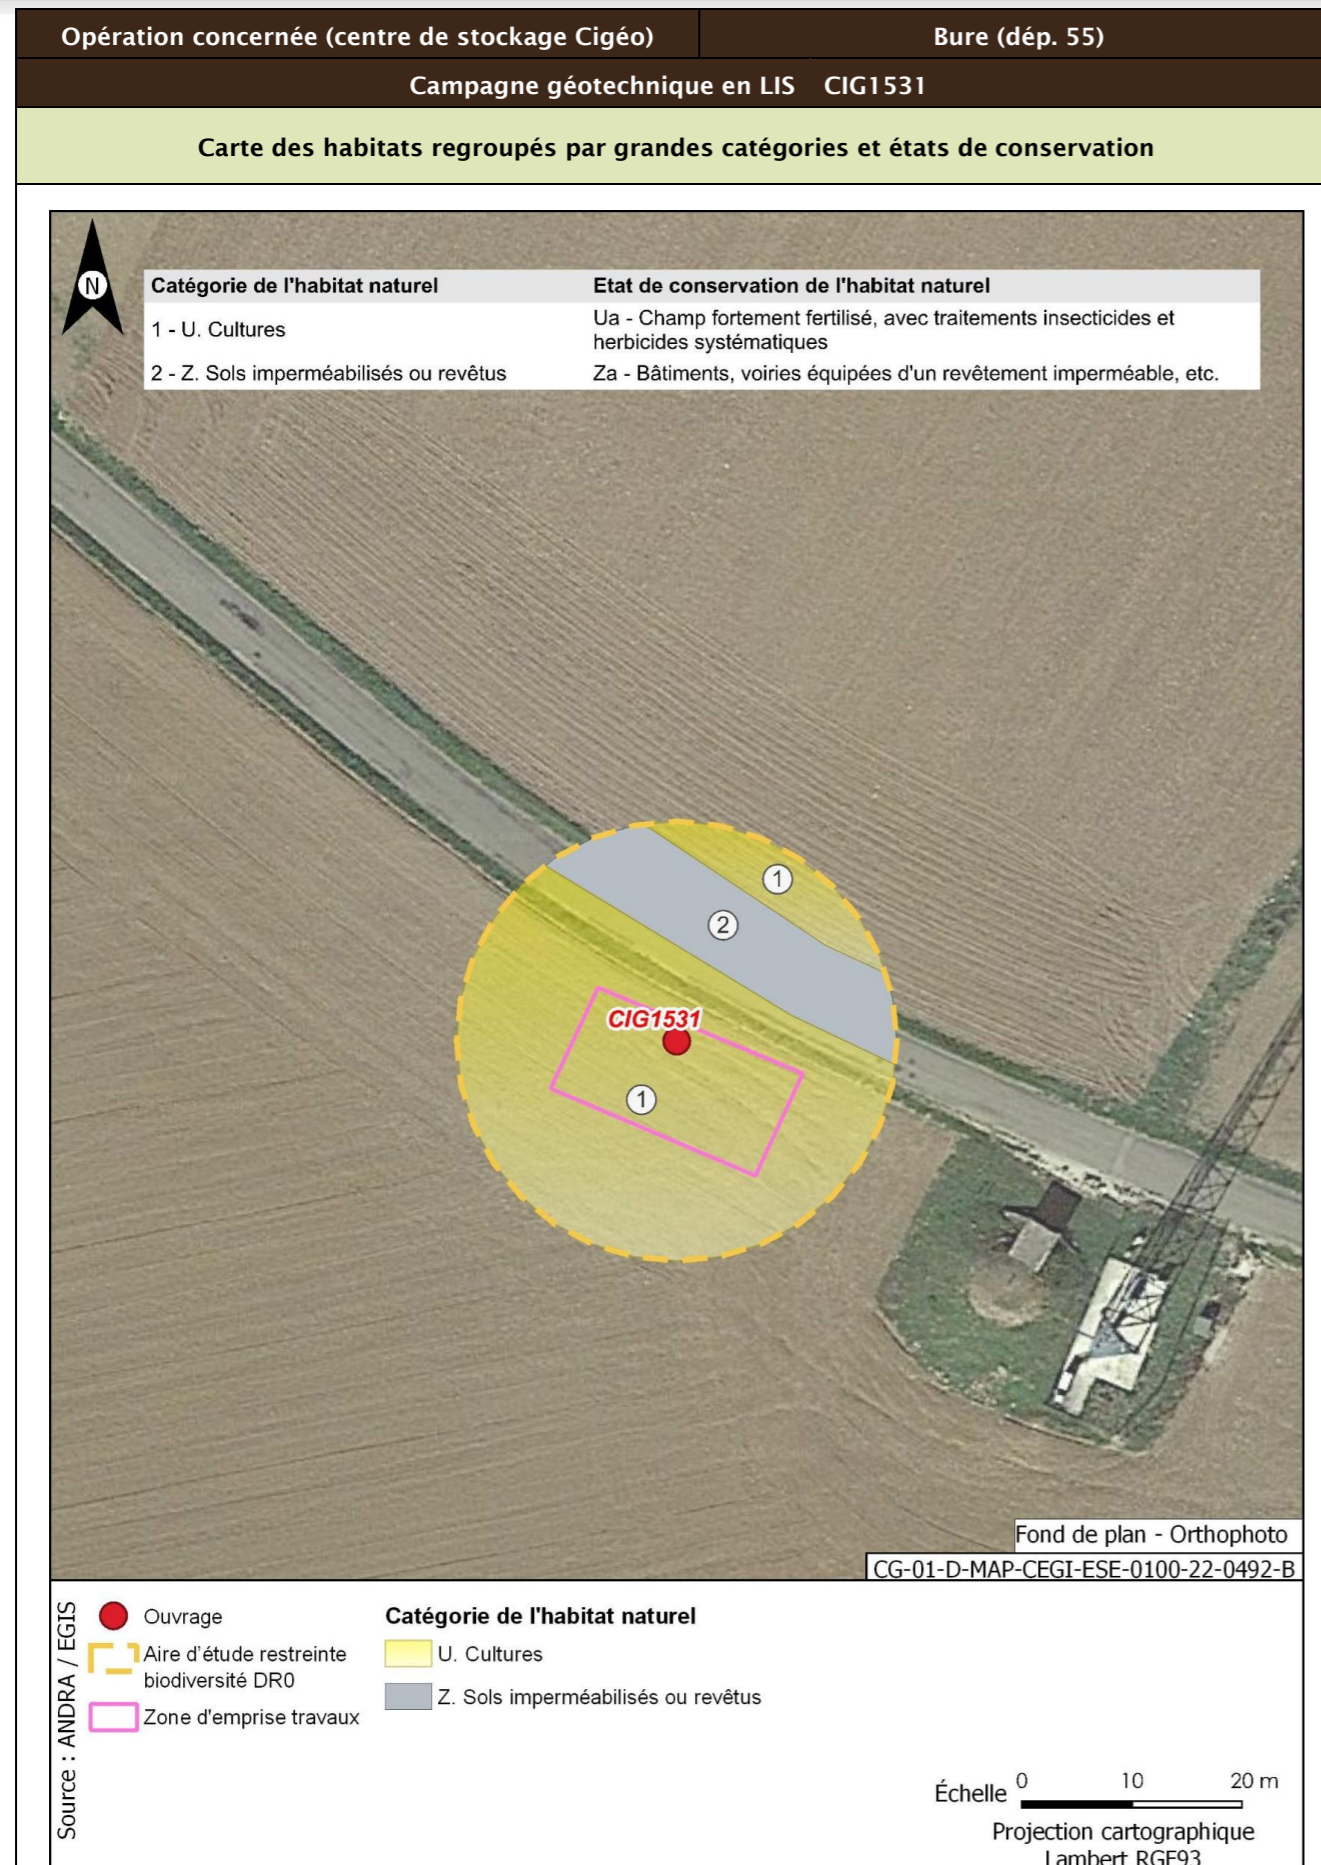 Opération concernée (centre de stockage Cigéo)
Bure (dép. 55)
Campagne géotechnique en LIS CIG1531
Carte des habitats regroupés par grandes catégories et états de conservation
N
Catégorie de l'habitat naturel
Etat de conservation de l'habitat naturel
1 - U. Cultures
Ua - Champ fortement fertilisé, avec traitements insecticides et
herbicides systématiques
2 - Z. Sols imperméabilisés ou revêtus
Za - Bâtiments, voiries équipées d'un revêtement imperméable, etc.
1
2
CIG1531
1
Fond de plan - Orthophoto
CG-01-D-MAP-CEGI-ESE-0100-22-0492-B
Source : ANDRA / EGIS
Ouvrage
Aire d'étude restreinte
biodiversité DR0
Zone d'emprise travaux
Catégorie de l'habitat naturel
U. Cultures
Z. Sols imperméabilisés ou revêtus
Échelle 0 10 20 m
Projection cartographique
Lambert RGF93